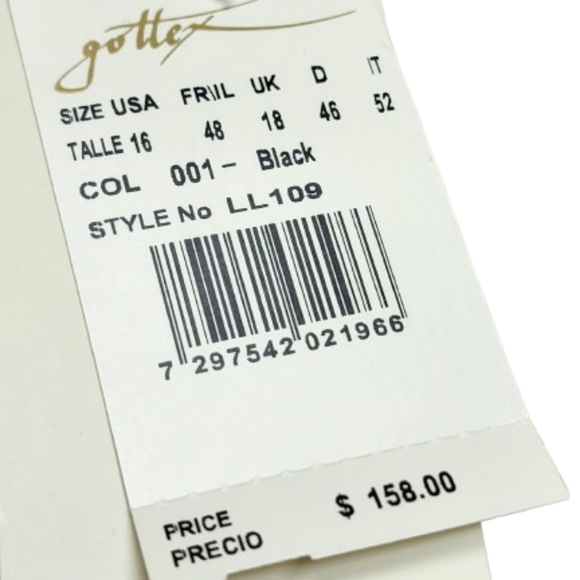 gottex
SIZE USA FR\IL UK D IT
TALLE 16 48 18 46 52
COL 001 - Black
STYLE No LL109
7 297542 021966
PRICE $ 158.00
PRECIO